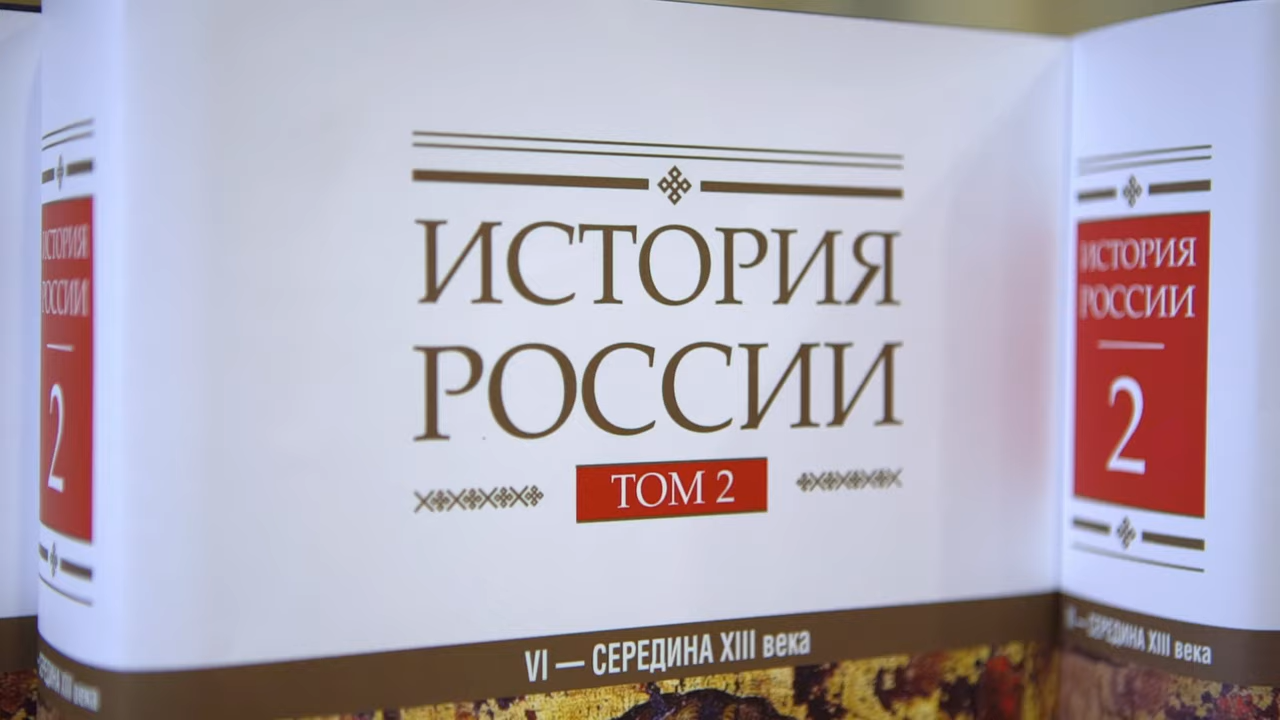 ИСТОРИЯ
РОССИИ
2
ИСТОРИЯ
РОССИИ
ТОМ 2
VI — СЕРЕДИНА XIII века
ИСТОРИЯ
РОССИИ
2
СЕРЕДИНА XIII века